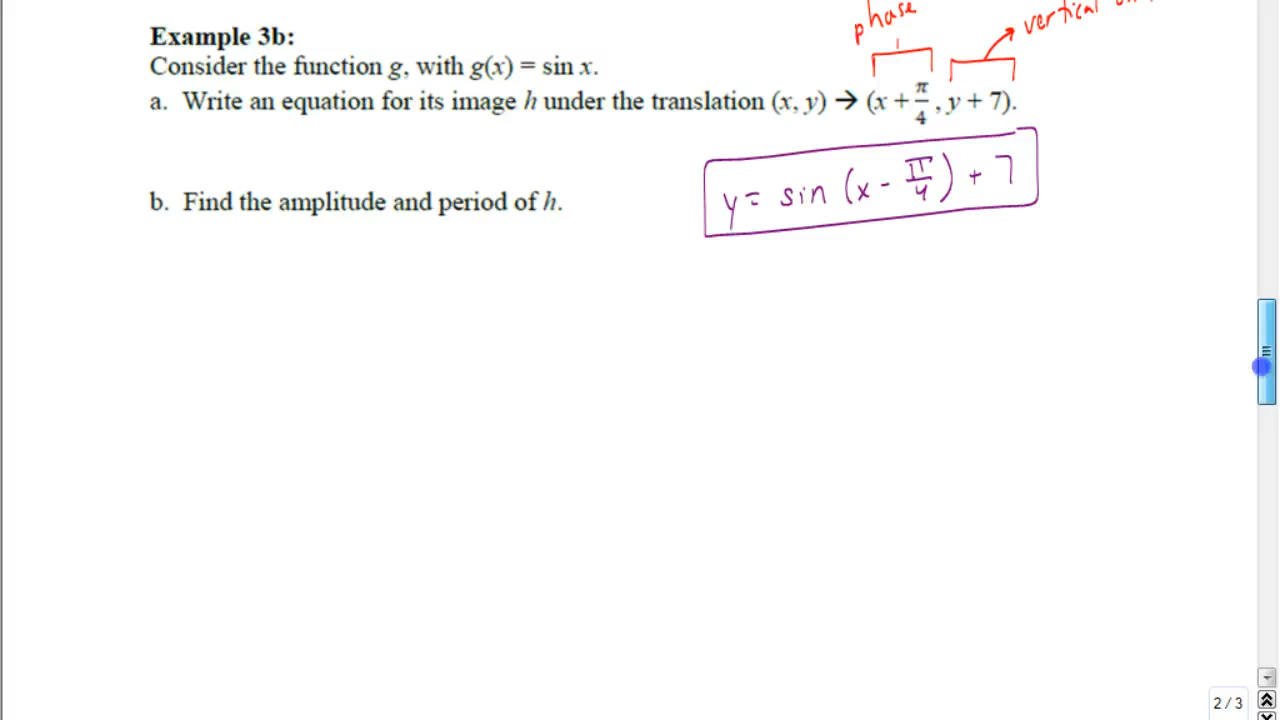 phase
vertical
Example 3b:
Consider the function g, with g(x) = sin x.
a. Write an equation for its image h under the translation (x, y) → (x + π/4, y + 7).
y = sin (x - π/4) + 7
b. Find the amplitude and period of h.
2 / 3